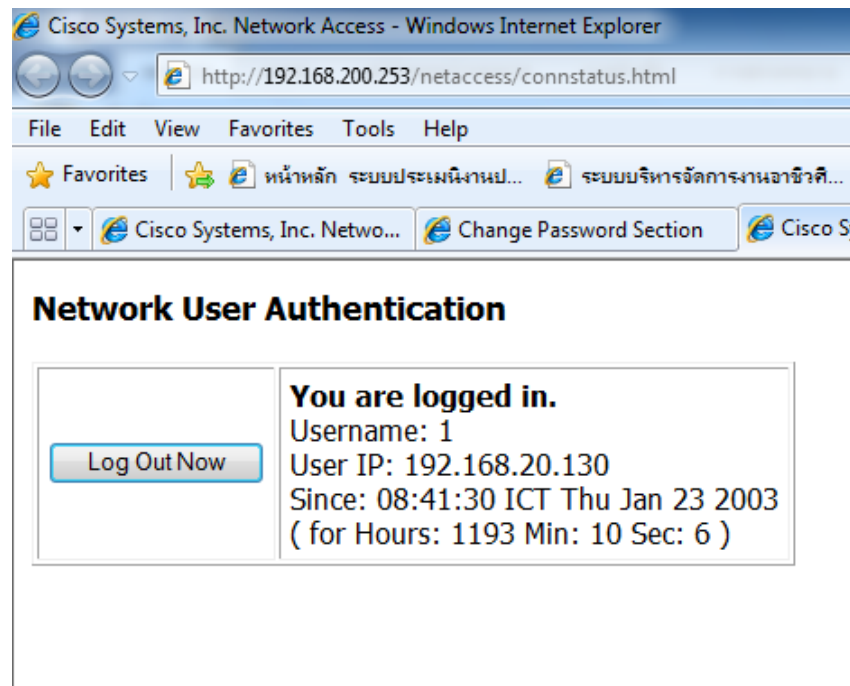 Cisco Systems, Inc. Network Access - Windows Internet Explorer
http://192.168.200.253/netaccess/connstatus.html
File Edit View Favorites Tools Help
Favorites หน้าหลัก ระบบประเมินงานป... ระบบบริหารจัดการงานอาชีวศึ...
Cisco Systems, Inc. Netwo... Change Password Section Cisco S
Network User Authentication
You are logged in.
Username: 1
Log Out Now User IP: 192.168.20.130
Since: 08:41:30 ICT Thu Jan 23 2003
( for Hours: 1193 Min: 10 Sec: 6 )